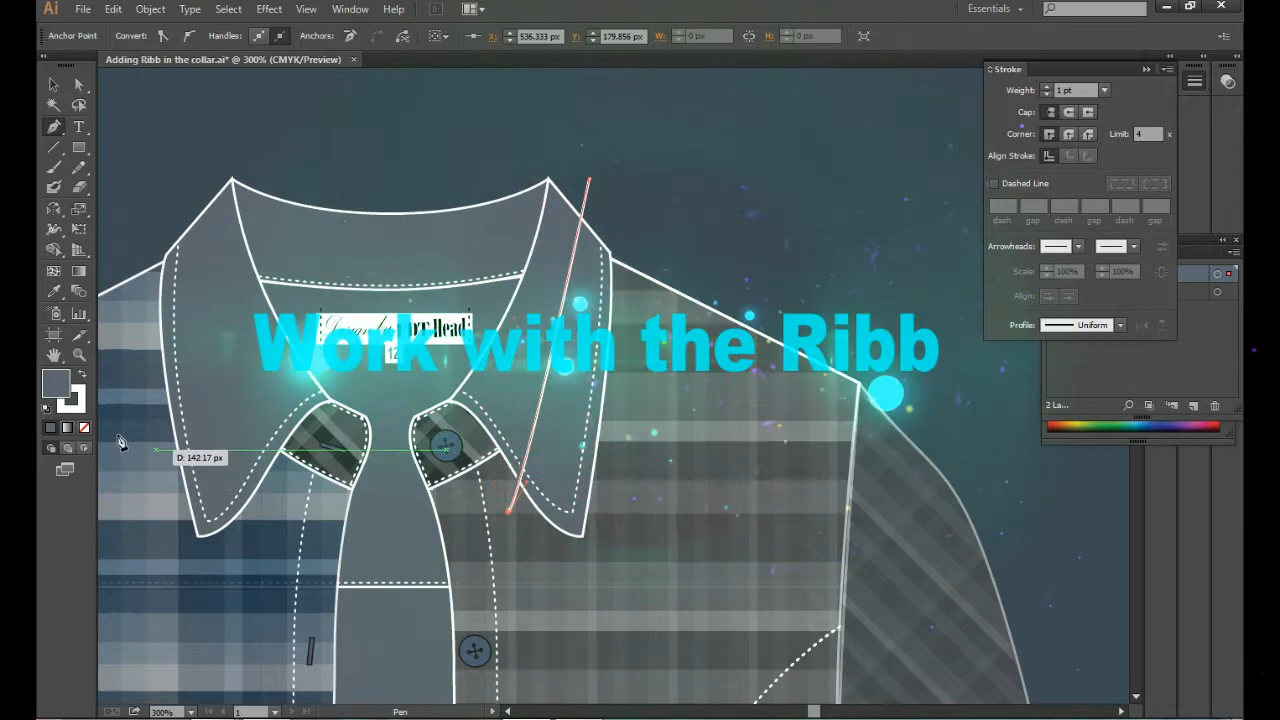 Ai File Edit Object Type Select Effect View Window Help Br Essentials
Anchor Point Convert: Handles: Anchors: X: 536.333 px Y: 179.856 px W: 0 px H: 0 px
Adding Ribb in the collar.ai* @ 300% (CMYK/Preview) ×
Stroke
Weight: 1 pt
Cap:
Corner: Limit: 4 x
Align Stroke:
Dashed Line
dash gap dash gap dash gap
Arrowheads:
Scale: 100% 100%
Align:
Profile: Uniform
Work with the Ribb
Head
2 La...
D: 142.17 px
300% 1 Pen